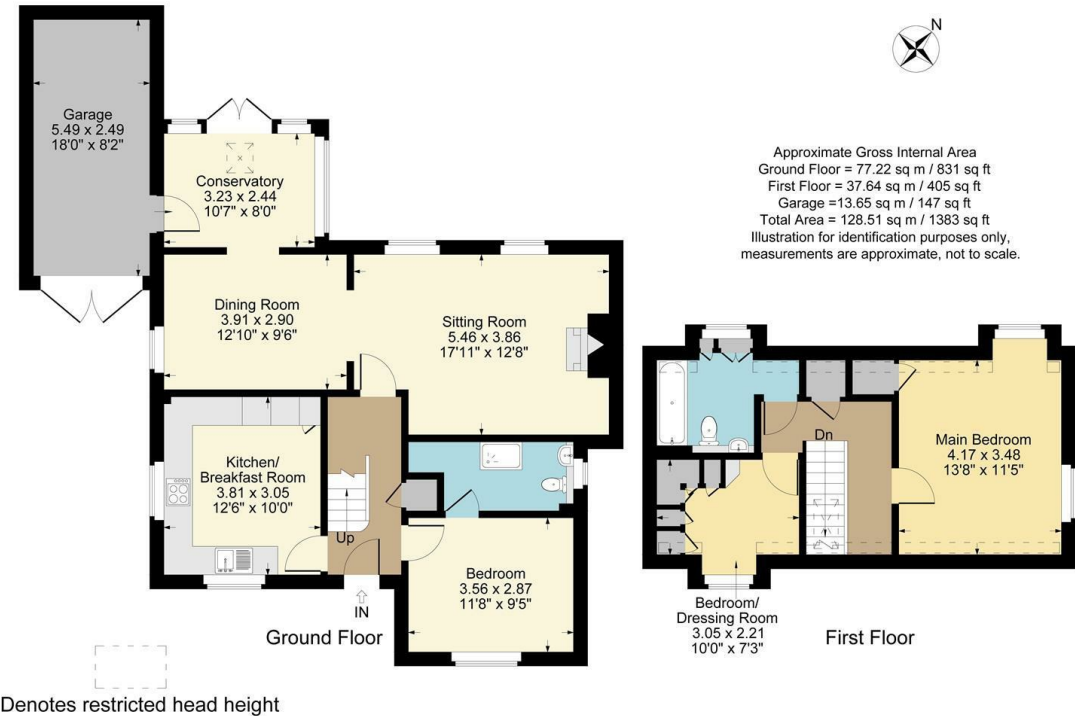 N
Garage
5.49 x 2.49
18'0" x 8'2"
Conservatory
3.23 x 2.44
10'7" x 8'0"
Approximate Gross Internal Area
Ground Floor = 77.22 sq m / 831 sq ft
First Floor = 37.64 sq m / 405 sq ft
Garage =13.65 sq m / 147 sq ft
Total Area = 128.51 sq m / 1383 sq ft
Illustration for identification purposes only,
measurements are approximate, not to scale.
Dining Room
3.91 x 2.90
12'10" x 9'6"
Sitting Room
5.46 x 3.86
17'11" x 12'8"
Kitchen/
Breakfast Room
3.81 x 3.05
12'6" x 10'0"
Up
IN
Bedroom
3.56 x 2.87
11'8" x 9'5"
Ground Floor
Dn
Main Bedroom
4.17 x 3.48
13'8" x 11'5"
Bedroom/
Dressing Room
3.05 x 2.21
10'0" x 7'3"
First Floor
Denotes restricted head height